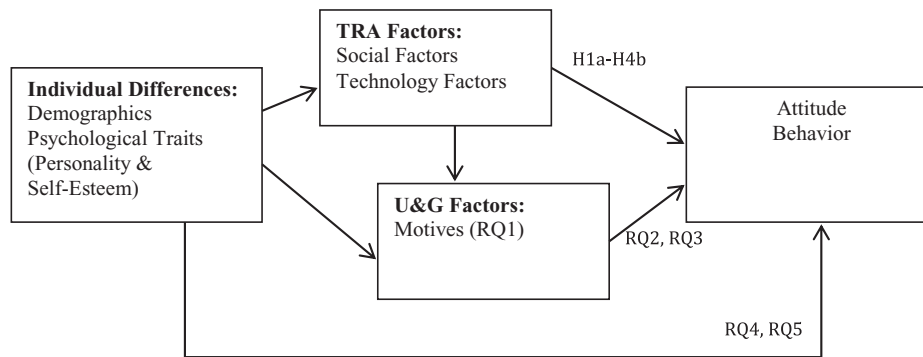 TRA Factors:
Social Factors
Technology Factors
H1a-H4b
Individual Differences:
Demographics
Psychological Traits
(Personality &
Self-Esteem)
Attitude
Behavior
U&G Factors:
Motives (RQ1)
RQ2, RQ3
RQ4, RQ5